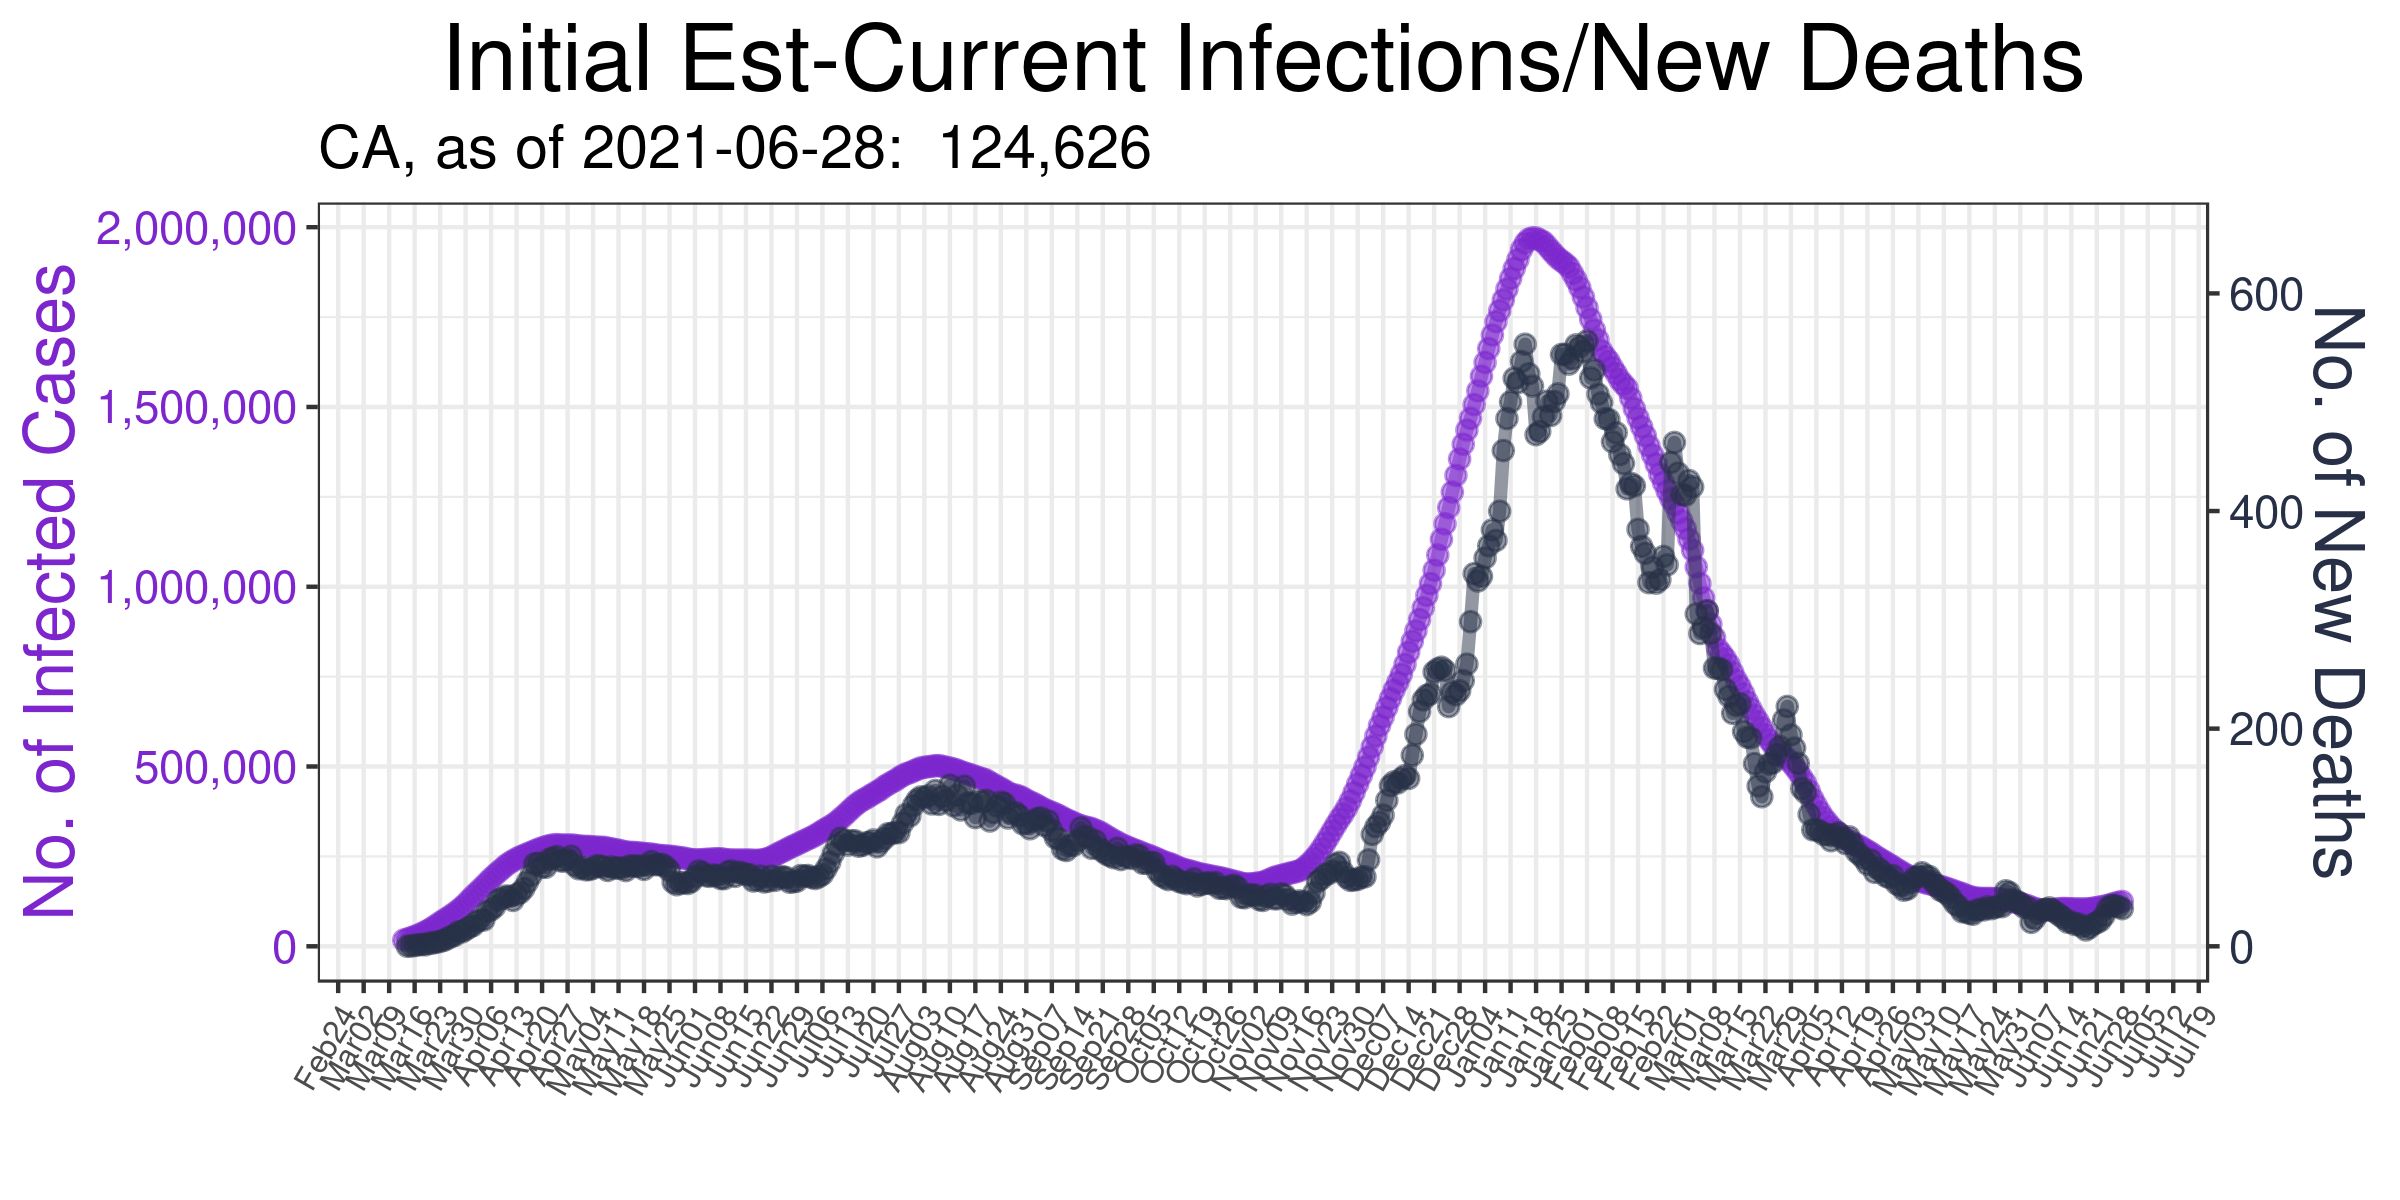 Initial Est-Current Infections/New Deaths
CA, as of 2021-06-28:  124,626
No. of Infected Cases
2,000,000
1,500,000
1,000,000
500,000
0
600
400
200
0
No. of New Deaths
Feb24
Mar02
Mar09
Mar16
Mar23
Mar30
Apr06
Apr13
Apr20
Apr27
May04
May11
May18
May25
Jun01
Jun08
Jun15
Jun22
Jun29
Jul06
Jul13
Jul20
Jul27
Aug03
Aug10
Aug17
Aug24
Aug31
Sep07
Sep14
Sep21
Sep28
Oct05
Oct12
Oct19
Oct26
Nov02
Nov09
Nov16
Nov23
Nov30
Dec07
Dec14
Dec21
Dec28
Jan04
Jan11
Jan18
Jan25
Feb01
Feb08
Feb15
Feb22
Mar01
Mar08
Mar15
Mar22
Mar29
Apr05
Apr12
Apr19
Apr26
May03
May10
May17
May24
May31
Jun07
Jun14
Jun21
Jun28
Jul05
Jul12
Jul19